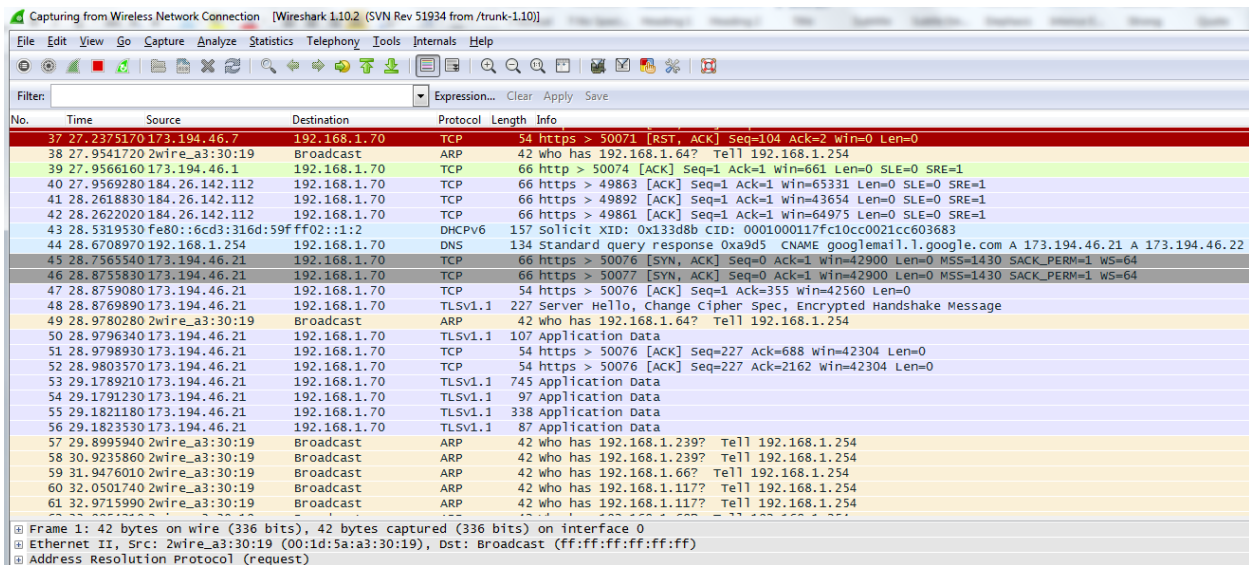 Capturing from Wireless Network Connection [Wireshark 1.10.2 (SVN Rev 51934 from /trunk-1.10)]
File Edit View Go Capture Analyze Statistics Telephony Tools Internals Help
Filter: Expression... Clear Apply Save
No. Time Source Destination Protocol Length Info
37 27.2375170 173.194.46.7 192.168.1.70 TCP 54 https > 50071 [RST, ACK] Seq=104 Ack=2 Win=0 Len=0
38 27.9541720 2wire_a3:30:19 Broadcast ARP 42 who has 192.168.1.64? Tell 192.168.1.254
39 27.9566160 173.194.46.1 192.168.1.70 TCP 66 http > 50074 [ACK] Seq=1 Ack=1 Win=661 Len=0 SLE=0 SRE=1
40 27.9569280 184.26.142.112 192.168.1.70 TCP 66 https > 49863 [ACK] Seq=1 Ack=1 Win=65331 Len=0 SLE=0 SRE=1
41 28.2618830 184.26.142.112 192.168.1.70 TCP 66 https > 49892 [ACK] Seq=1 Ack=1 Win=43654 Len=0 SLE=0 SRE=1
42 28.2622020 184.26.142.112 192.168.1.70 TCP 66 https > 49861 [ACK] Seq=1 Ack=1 Win=64975 Len=0 SLE=0 SRE=1
43 28.5319530 fe80::6cd3:316d:59f ff02::1:2 DHCPv6 157 Solicit XID: 0x133d8b CID: 0001000117fc10cc0021cc603683
44 28.6708970 192.168.1.254 192.168.1.70 DNS 134 Standard query response 0xa9d5 CNAME googlemail.l.google.com A 173.194.46.21 A 173.194.46.22
45 28.7565540 173.194.46.21 192.168.1.70 TCP 66 https > 50076 [SYN, ACK] Seq=0 Ack=1 Win=42900 Len=0 MSS=1430 SACK_PERM=1 WS=64
46 28.8755830 173.194.46.21 192.168.1.70 TCP 66 https > 50077 [SYN, ACK] Seq=0 Ack=1 Win=42900 Len=0 MSS=1430 SACK_PERM=1 WS=64
47 28.8759080 173.194.46.21 192.168.1.70 TCP 54 https > 50076 [ACK] Seq=1 Ack=355 Win=42560 Len=0
48 28.8769890 173.194.46.21 192.168.1.70 TLSv1.1 227 Server Hello, Change Cipher Spec, Encrypted Handshake Message
49 28.9780280 2wire_a3:30:19 Broadcast ARP 42 who has 192.168.1.64? Tell 192.168.1.254
50 28.9796340 173.194.46.21 192.168.1.70 TLSv1.1 107 Application Data
51 28.9798930 173.194.46.21 192.168.1.70 TCP 54 https > 50076 [ACK] Seq=227 Ack=688 Win=42304 Len=0
52 28.9803570 173.194.46.21 192.168.1.70 TCP 54 https > 50076 [ACK] Seq=227 Ack=2162 Win=42304 Len=0
53 29.1789210 173.194.46.21 192.168.1.70 TLSv1.1 745 Application Data
54 29.1791230 173.194.46.21 192.168.1.70 TLSv1.1 97 Application Data
55 29.1821180 173.194.46.21 192.168.1.70 TLSv1.1 338 Application Data
56 29.1823530 173.194.46.21 192.168.1.70 TLSv1.1 87 Application Data
57 29.8995940 2wire_a3:30:19 Broadcast ARP 42 who has 192.168.1.239? Tell 192.168.1.254
58 30.9235860 2wire_a3:30:19 Broadcast ARP 42 who has 192.168.1.239? Tell 192.168.1.254
59 31.9476010 2wire_a3:30:19 Broadcast ARP 42 who has 192.168.1.66? Tell 192.168.1.254
60 32.0501740 2wire_a3:30:19 Broadcast ARP 42 who has 192.168.1.117? Tell 192.168.1.254
61 32.9715990 2wire_a3:30:19 Broadcast ARP 42 who has 192.168.1.117? Tell 192.168.1.254
Frame 1: 42 bytes on wire (336 bits), 42 bytes captured (336 bits) on interface 0
Ethernet II, Src: 2wire_a3:30:19 (00:1d:5a:a3:30:19), Dst: Broadcast (ff:ff:ff:ff:ff:ff)
Address Resolution Protocol (request)